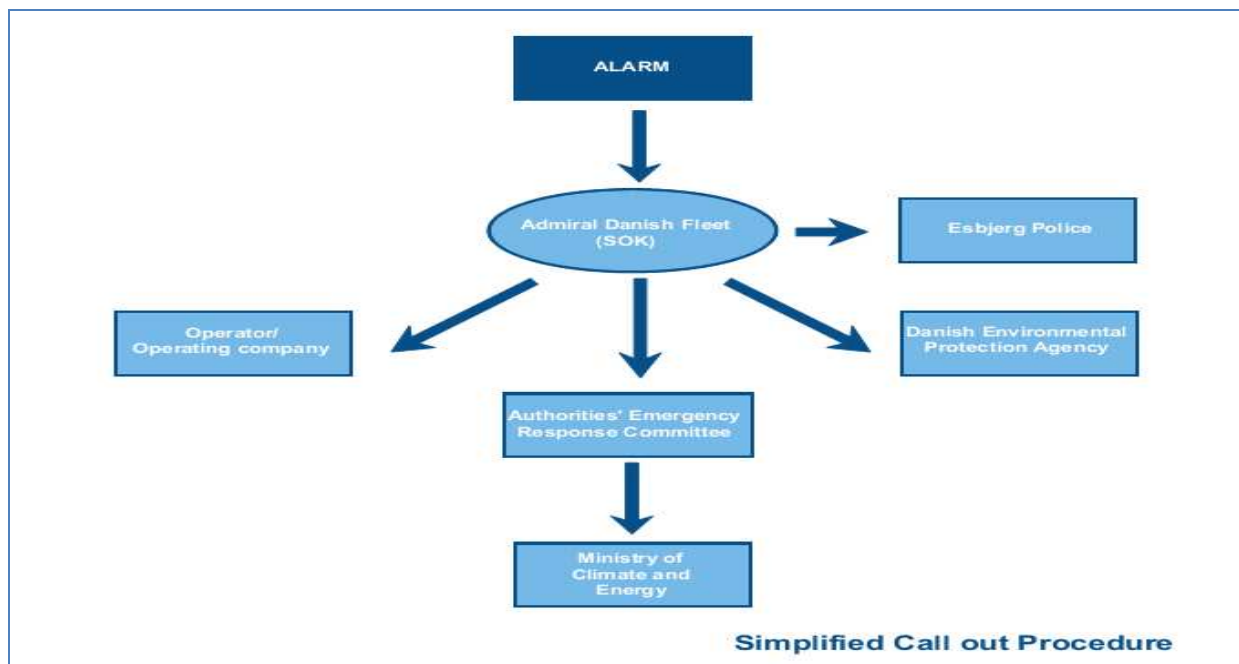 ALARM
Admiral Danish Fleet
(SOK)
Esbjerg Police
Operator/
Operating company
Danish Environmental
Protection Agency
Authorities' Emergency
Response Committee
Ministry of
Climate and
Energy
Simplified Call out Procedure